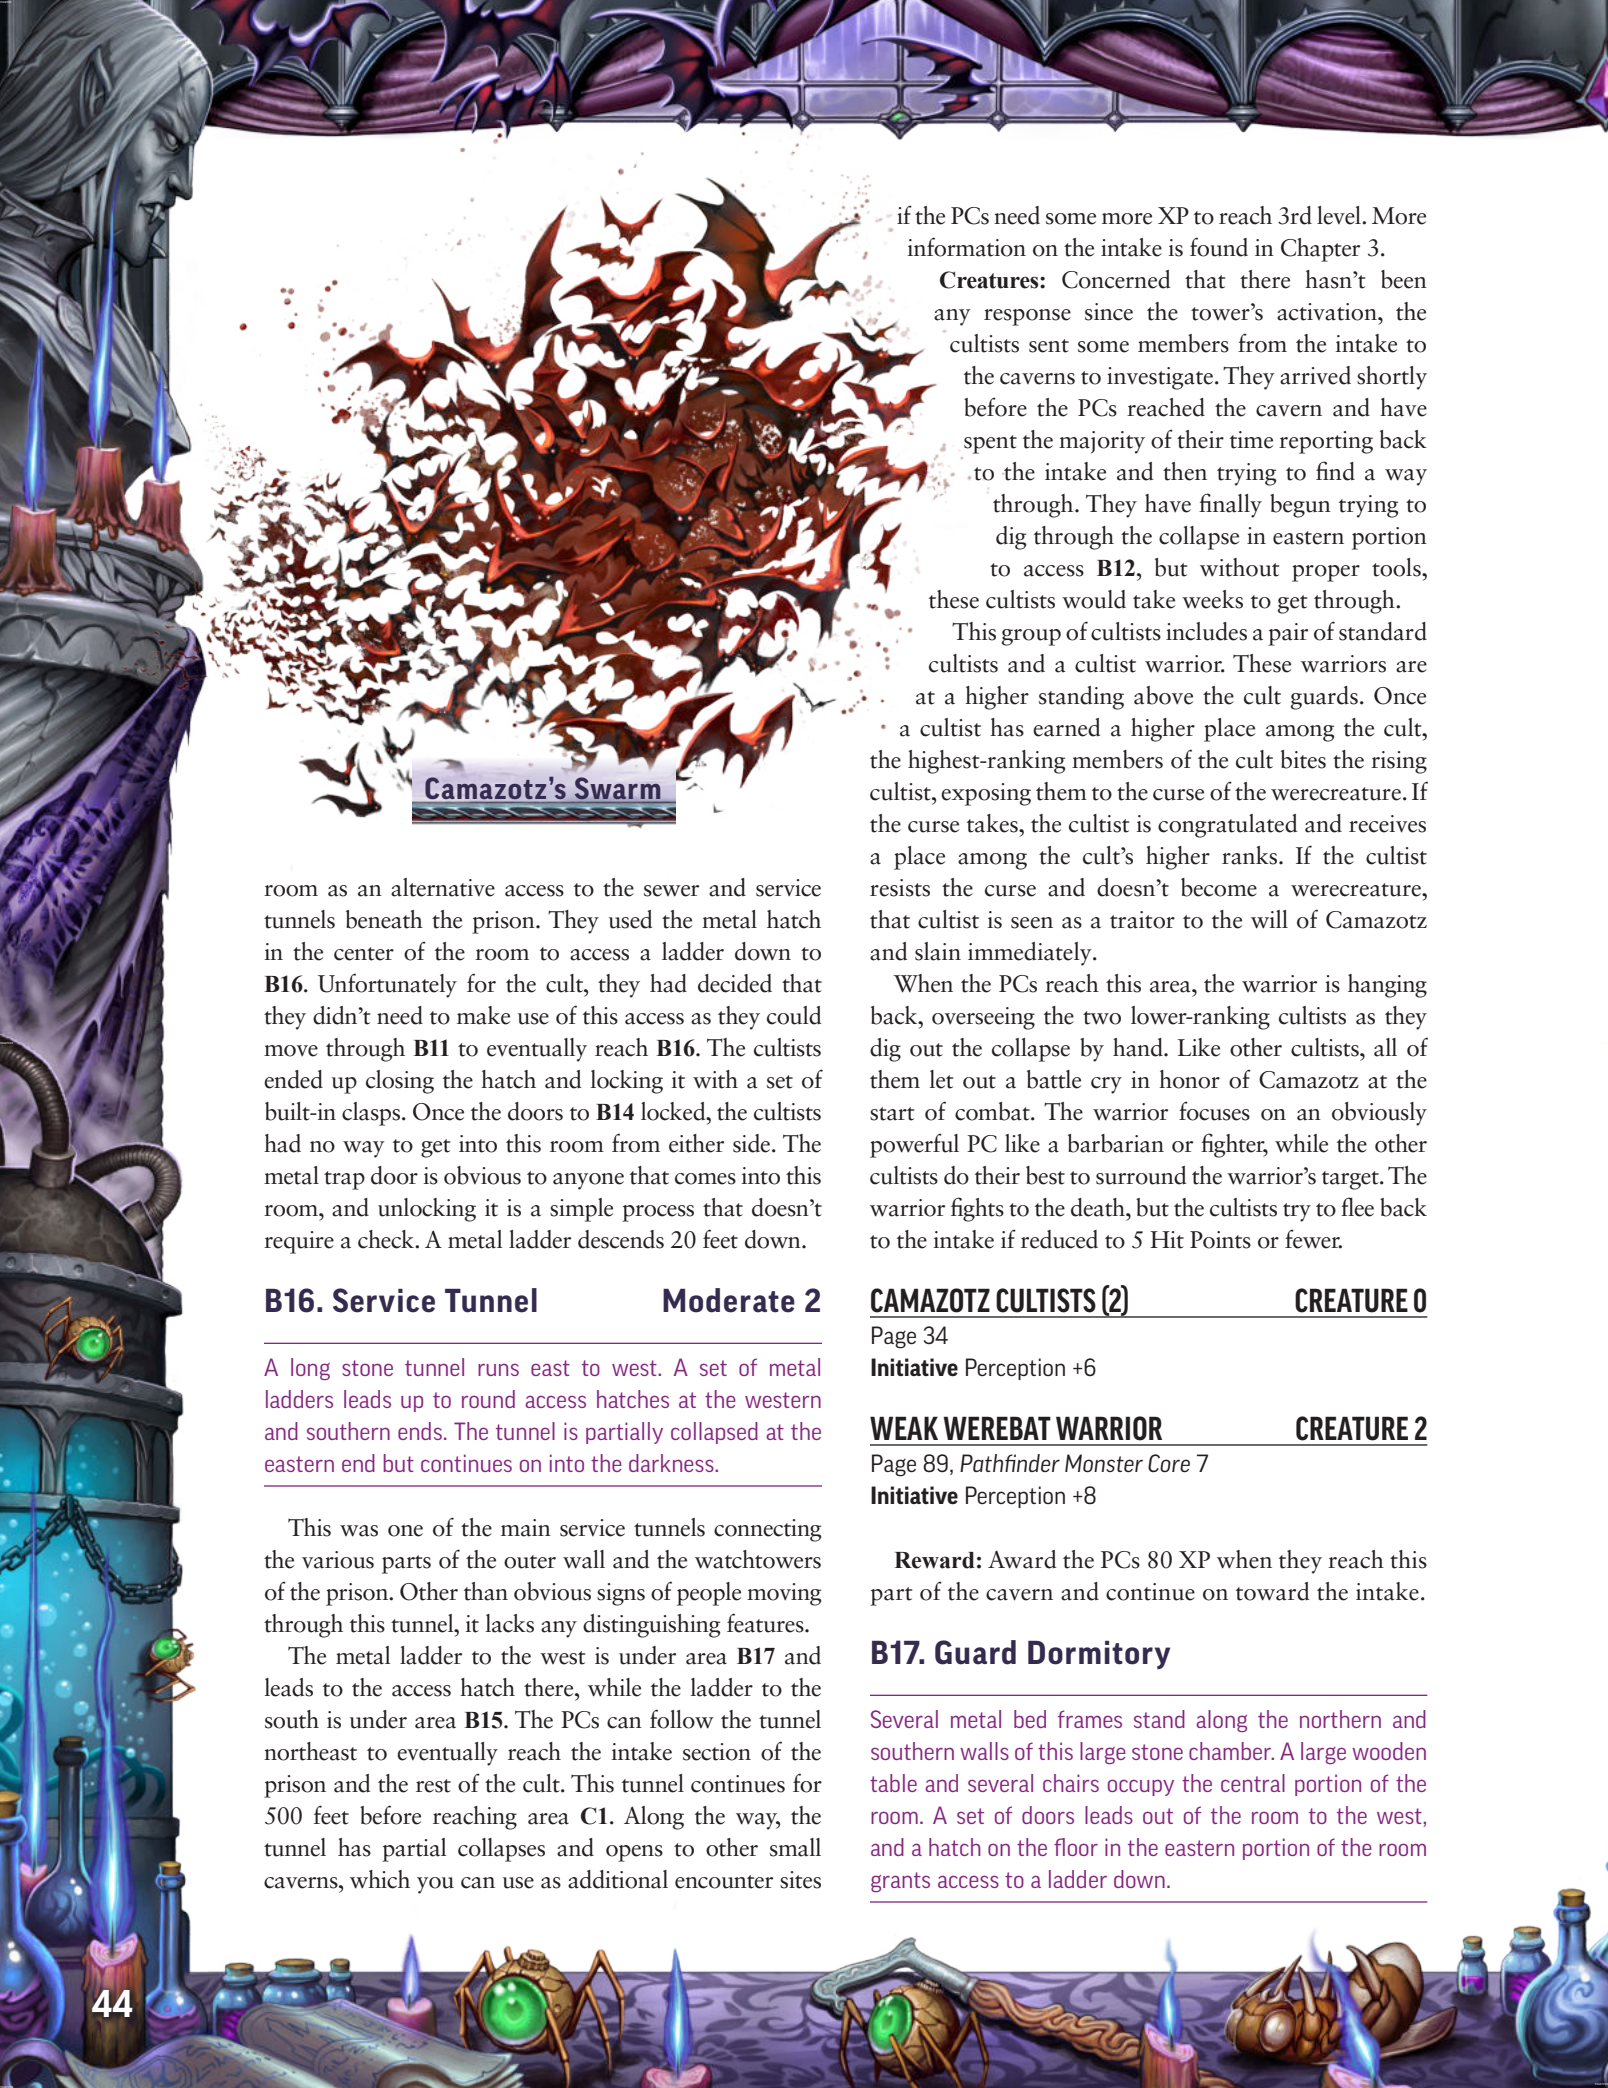 Camazotz's Swarm
room as an alternative access to the sewer and service
tunnels beneath the prison. They used the metal hatch
in the center of the room to access a ladder down to
B16. Unfortunately for the cult, they had decided that
they didn't need to make use of this access as they could
move through B11 to eventually reach B16. The cultists
ended up closing the hatch and locking it with a set of
built-in clasps. Once the doors to B14 locked, the cultists
had no way to get into this room from either side. The
metal trap door is obvious to anyone that comes into this
room, and unlocking it is a simple process that doesn't
require a check. A metal ladder descends 20 feet down.
B16. Service Tunnel Moderate 2
A long stone tunnel runs east to west. A set of metal
ladders leads up to round access hatches at the western
and southern ends. The tunnel is partially collapsed at the
eastern end but continues on into the darkness.
This was one of the main service tunnels connecting
the various parts of the outer wall and the watchtowers
of the prison. Other than obvious signs of people moving
through this tunnel, it lacks any distinguishing features.
The metal ladder to the west is under area B17 and
leads to the access hatch there, while the ladder to the
south is under area B15. The PCs can follow the tunnel
northeast to eventually reach the intake section of the
prison and the rest of the cult. This tunnel continues for
500 feet before reaching area C1. Along the way, the
tunnel has partial collapses and opens to other small
caverns, which you can use as additional encounter sites
if the PCs need some more XP to reach 3rd level. More
information on the intake is found in Chapter 3.
Creatures: Concerned that there hasn't been
any response since the tower's activation, the
cultists sent some members from the intake to
the caverns to investigate. They arrived shortly
before the PCs reached the cavern and have
spent the majority of their time reporting back
to the intake and then trying to find a way
through. They have finally begun trying to
dig through the collapse in eastern portion
to access B12, but without proper tools,
these cultists would take weeks to get through.
This group of cultists includes a pair of standard
cultists and a cultist warrior. These warriors are
at a higher standing above the cult guards. Once
a cultist has earned a higher place among the cult,
the highest-ranking members of the cult bites the rising
cultist, exposing them to the curse of the werecreature. If
the curse takes, the cultist is congratulated and receives
a place among the cult's higher ranks. If the cultist
resists the curse and doesn't become a werecreature,
that cultist is seen as a traitor to the will of Camazotz
and slain immediately.
When the PCs reach this area, the warrior is hanging
back, overseeing the two lower-ranking cultists as they
dig out the collapse by hand. Like other cultists, all of
them let out a battle cry in honor of Camazotz at the
start of combat. The warrior focuses on an obviously
powerful PC like a barbarian or fighter, while the other
cultists do their best to surround the warrior's target. The
warrior fights to the death, but the cultists try to flee back
to the intake if reduced to 5 Hit Points or fewer.
CAMAZOTZ CULTISTS (2) CREATURE 0
Page 34
Initiative Perception +6
WEAK WEREBAT WARRIOR CREATURE 2
Page 89, Pathfinder Monster Core 7
Initiative Perception +8
Reward: Award the PCs 80 XP when they reach this
part of the cavern and continue on toward the intake.
B17. Guard Dormitory
Several metal bed frames stand along the northern and
southern walls of this large stone chamber. A large wooden
table and several chairs occupy the central portion of the
room. A set of doors leads out of the room to the west,
and a hatch on the floor in the eastern portion of the room
grants access to a ladder down.
44